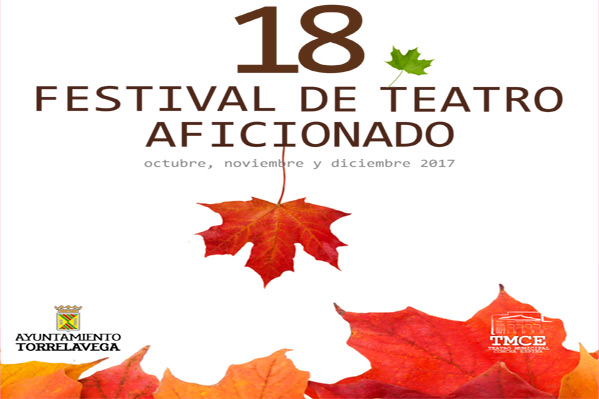 18
FESTIVAL DE TEATRO
AFICIONADO
octubre, noviembre y diciembre 2017
AYUNTAMIENTO
TORRELAVEGA
TMCE
TEATRO MUNICIPAL
CONCHA ESPINA